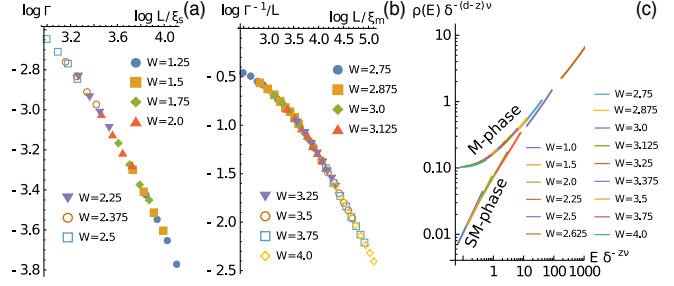 log Γ
log L/ξs
(a)
3.0 3.3 3.6 3.9 4.2
- 2.6
- 2.8
- 3.0
- 3.2
- 3.4
- 3.6
- 3.8
W=1.25
W=1.5
W=1.75
W=2.0
W=2.25
W=2.375
W=2.5
log Γ⁻¹/L
log L/ξm
(b)
3.0 3.5 4.0 4.5 5.0
- 0.5
- 1.0
- 1.5
- 2.0
- 2.5
W=2.75
W=2.875
W=3.0
W=3.125
W=3.25
W=3.5
W=3.75
W=4.0
ρ(E) δ^-(d-z)ν
(c)
10
1
0.10
0.01
M-phase
SM-phase
W=1.0
W=1.5
W=2.0
W=2.25
W=2.5
W=2.625
W=2.75
W=2.875
W=3.0
W=3.125
W=3.25
W=3.375
W=3.5
W=3.75
W=4.0
1 10 100 1000
E δ^-zν